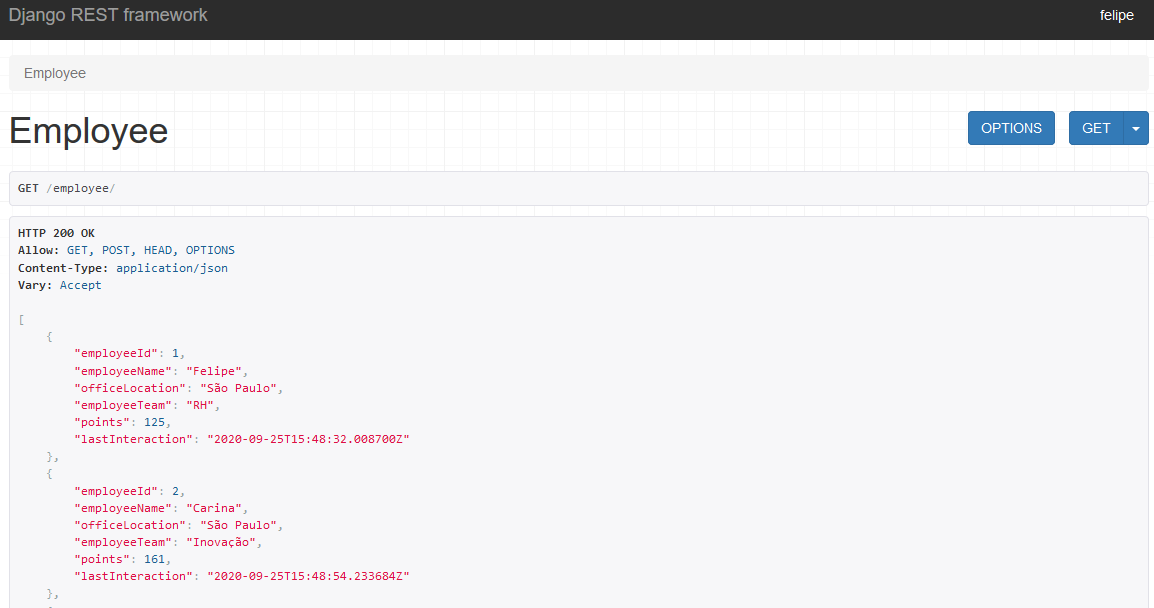 Django REST framework
felipe
Employee
Employee
OPTIONS
GET
GET /employee/
HTTP 200 OK
Allow: GET, POST, HEAD, OPTIONS
Content-Type: application/json
Vary: Accept
[
    {
        "employeeId": 1,
        "employeeName": "Felipe",
        "officeLocation": "São Paulo",
        "employeeTeam": "RH",
        "points": 125,
        "lastInteraction": "2020-09-25T15:48:32.008700Z"
    },
    {
        "employeeId": 2,
        "employeeName": "Carina",
        "officeLocation": "São Paulo",
        "employeeTeam": "Inovação",
        "points": 161,
        "lastInteraction": "2020-09-25T15:48:54.233684Z"
    },